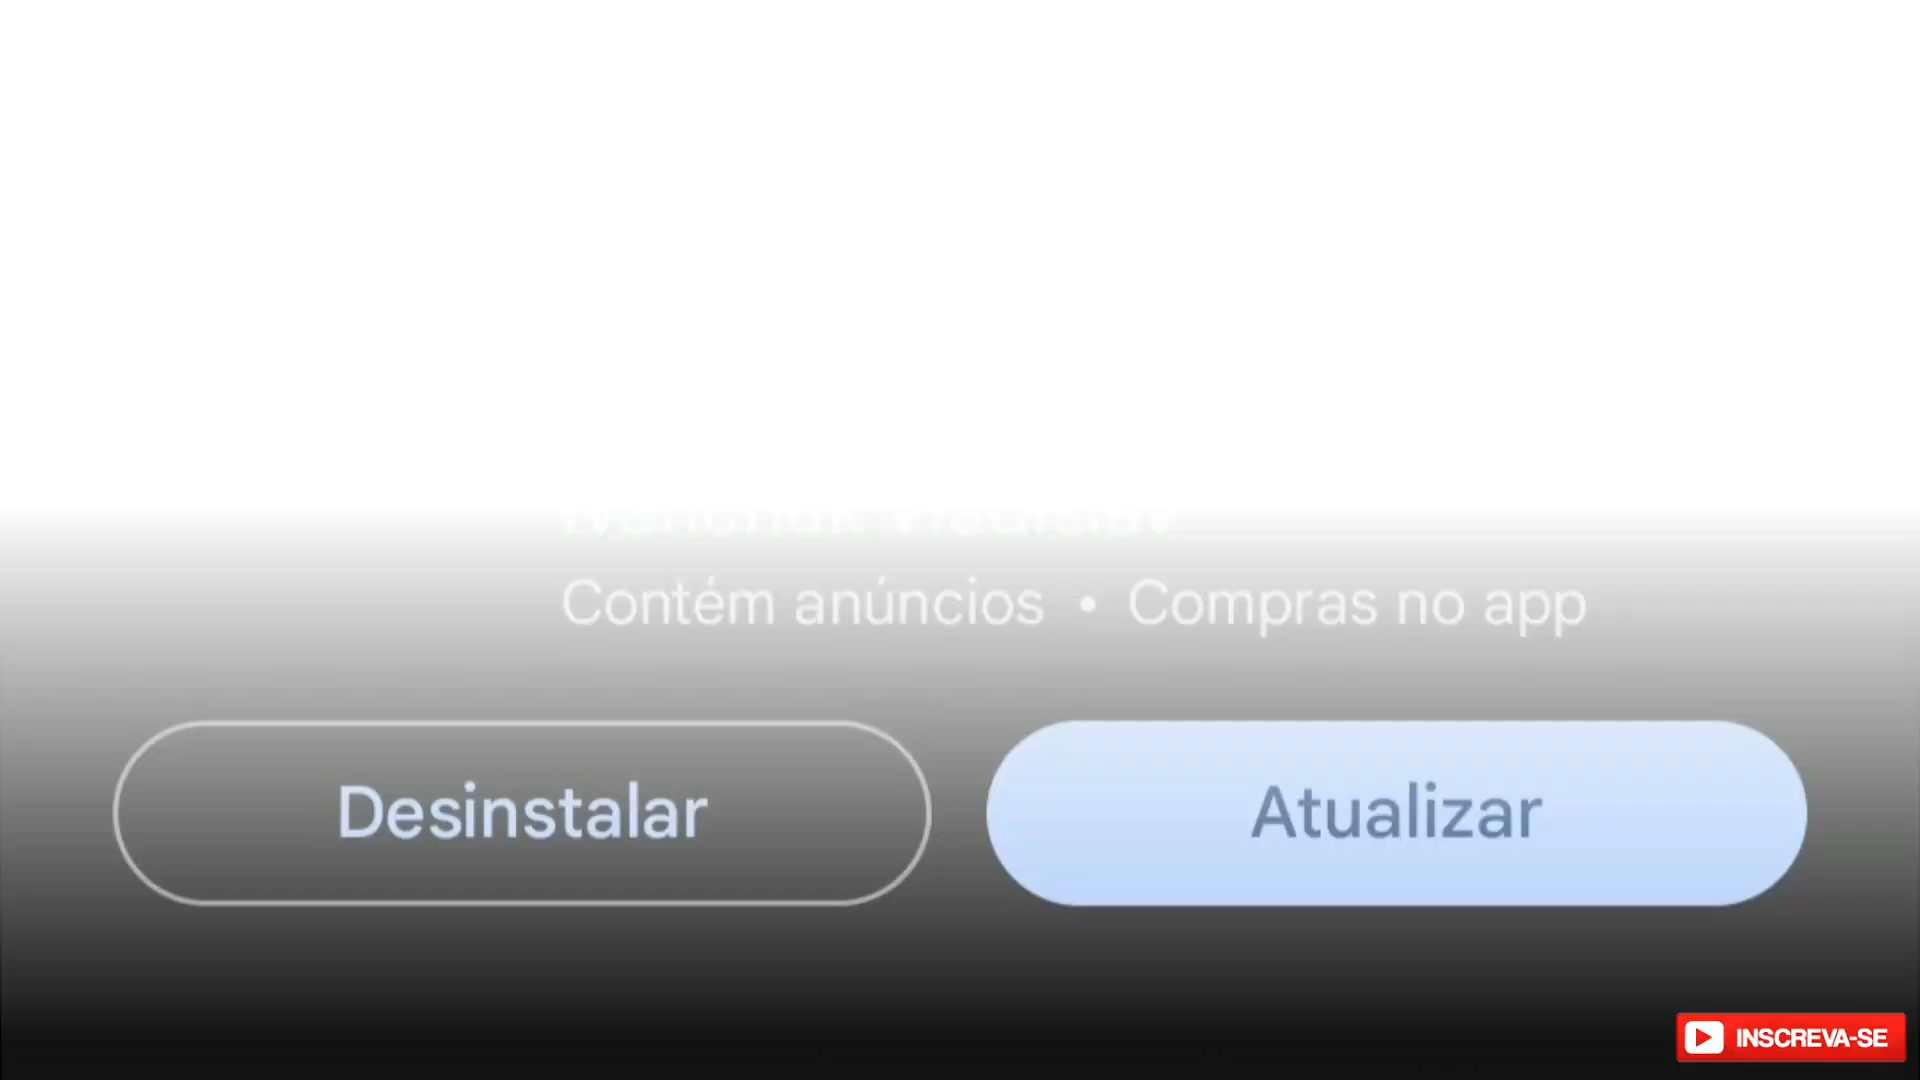 Contém anúncios • Compras no app
Desinstalar
Atualizar
INSCREVA-SE